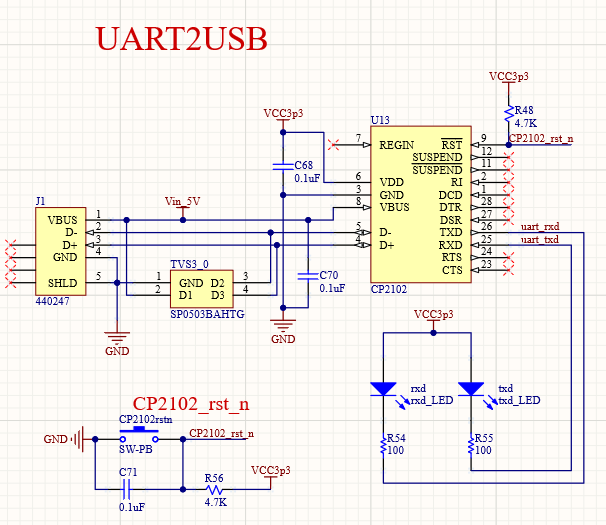 UART2USB
VCC3p3
R48
4.7K
CP2102_rst_n
VCC3p3
U13
C68
0.1uF
7 REGIN RST 9
SUSPEND 12
SUSPEND 11
RI 2
6 VDD DCD 1
3 GND DTR 28
8 VBUS DSR 27
TXD 26 uart_rxd
5 D- RXD 25 uart_txd
4 D+ RTS 24
CTS 23
CP2102
J1
Vin_5V
VBUS 1
D- 2
D+ 3
GND 4
SHLD 5
440247
TVS3_0
1 GND D2 3
2 D1 D3 4
SP0503BAHTG
C70
0.1uF
GND
GND
VCC3p3
rxd
rxd_LED
txd
txd_LED
R54
100
R55
100
CP2102_rst_n
CP2102rstn
GND
CP2102_rst_n
SW-PB
C71
0.1uF
R56
4.7K
VCC3p3